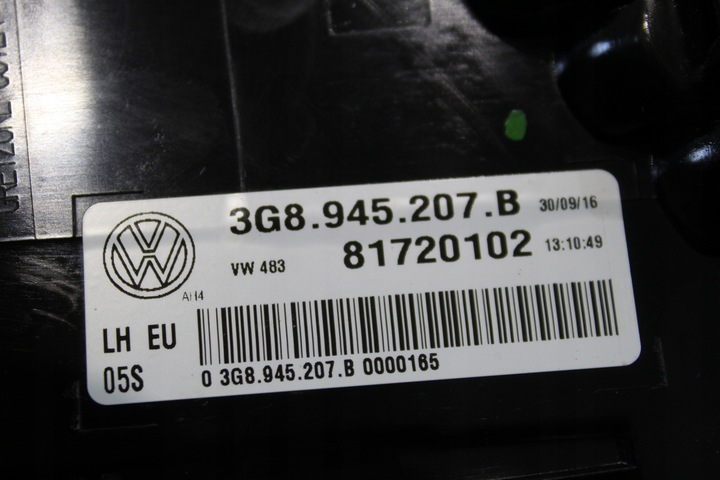 3G8.945.207.B 30/09/16
VW 483 81720102 13:10:49
AH4
LH EU
05S
0 3G8.945.207.B 0000165